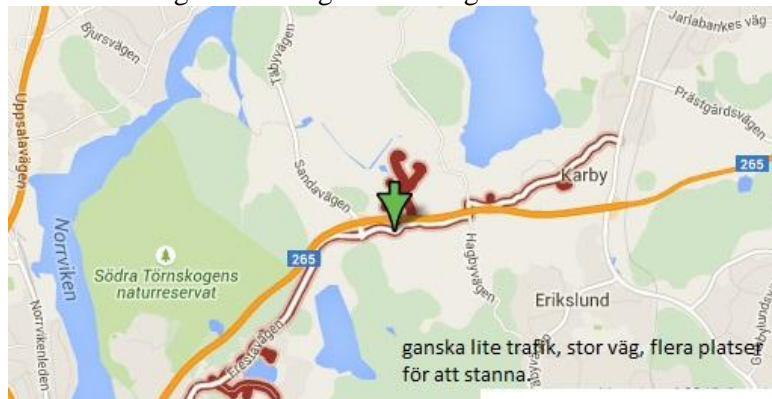 Bjursvägen
Täbyvägen
Jarlabankes väg
Prästgårdsvägen
Uppsalavägen
265
Karby
Sandavägen
Norrviken
265
Hagbyvägen
Södra Törnskogens
naturreservat
Erikslund
Norrvikenleden
Frestavägen
ganska lite trafik, stor väg, flera platser
för att stanna.